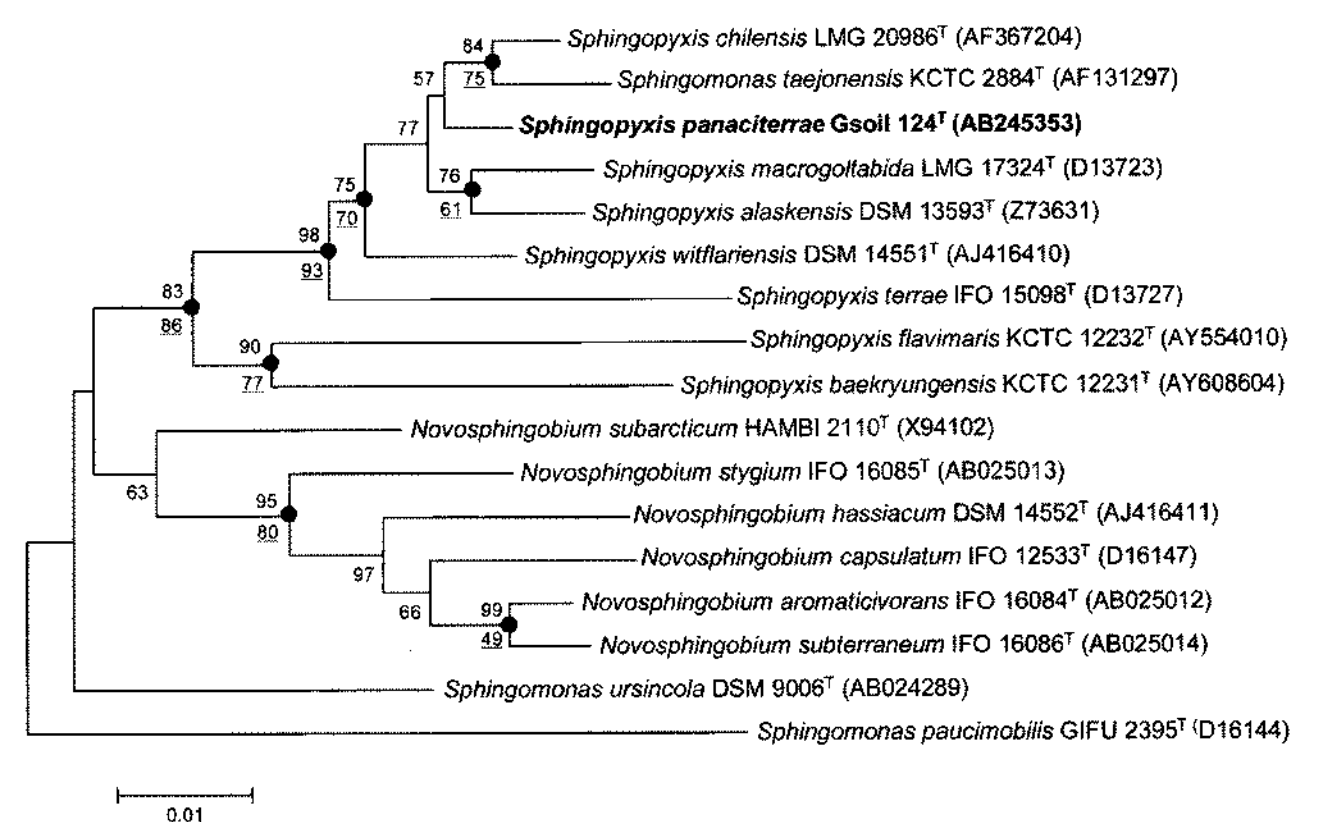 84
Sphingopyxis chilensis LMG 20986T (AF367204)
57
75
Sphingomonas taejonensis KCTC 2884T (AF131297)
77
Sphingopyxis panaciterrae Gsoil 124T (AB245353)
76
Sphingopyxis macrogoltabida LMG 17324T (D13723)
75
61
Sphingopyxis alaskensis DSM 13593T (Z73631)
70
98
Sphingopyxis witflariensis DSM 14551T (AJ416410)
93
83
Sphingopyxis terrae IFO 15098T (D13727)
86
90
Sphingopyxis flavimaris KCTC 12232T (AY554010)
77
Sphingopyxis baekryungensis KCTC 12231T (AY608604)
Novosphingobium subarcticum HAMBI 2110T (X94102)
63
95
Novosphingobium stygium IFO 16085T (AB025013)
80
Novosphingobium hassiacum DSM 14552T (AJ416411)
97
Novosphingobium capsulatum IFO 12533T (D16147)
66
99
Novosphingobium aromaticivorans IFO 16084T (AB025012)
49
Novosphingobium subterraneum IFO 16086T (AB025014)
Sphingomonas ursincola DSM 9006T (AB024289)
Sphingomonas paucimobilis GIFU 2395T (D16144)
0.01